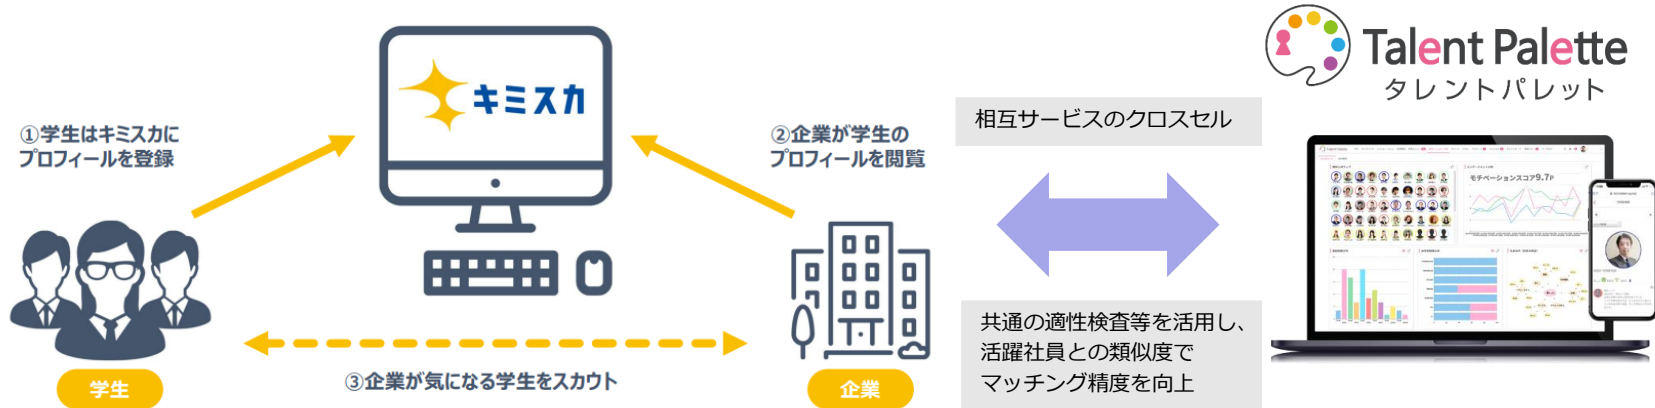 キミスカ
①学生はキミスカに
プロフィールを登録
②企業が学生の
プロフィールを閲覧
学生
③企業が気になる学生をスカウト
企業
相互サービスのクロスセル
共通の適性検査等を活用し、
活躍社員との類似度で
マッチング精度を向上
Talent Palette
タレントパレット
Talent Palette
モチベーションスコア9.7P